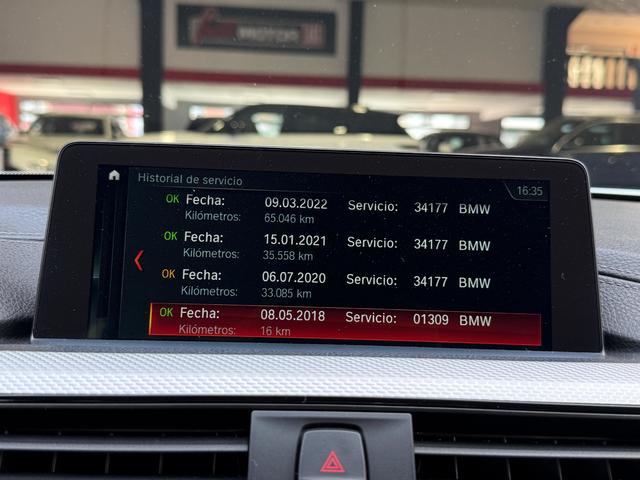 MOTOR
Historial de servicio
16:35
OK Fecha: 09.03.2022 Servicio: 34177 BMW
Kilómetros: 65.046 km
OK Fecha: 15.01.2021 Servicio: 34177 BMW
Kilómetros: 35.558 km
OK Fecha: 06.07.2020 Servicio: 34177 BMW
Kilómetros: 33.085 km
OK Fecha: 08.05.2018 Servicio: 01309 BMW
Kilómetros: 16 km